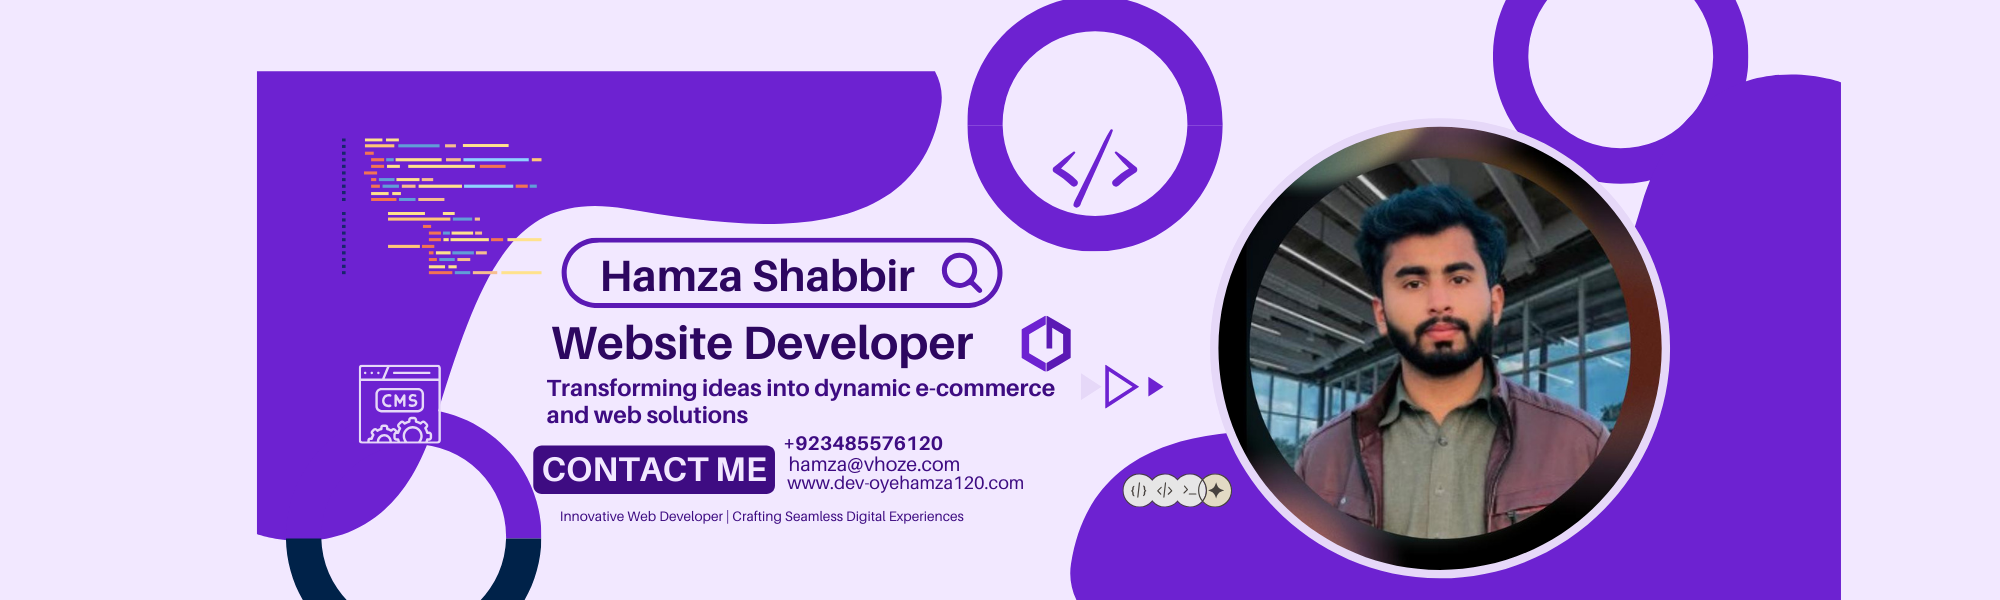 Hamza Shabbir
Website Developer
Transforming ideas into dynamic e-commerce
and web solutions
CONTACT ME
+923485576120
hamza@vhoze.com
www.dev-oyehamza120.com
Innovative Web Developer | Crafting Seamless Digital Experiences
CMS